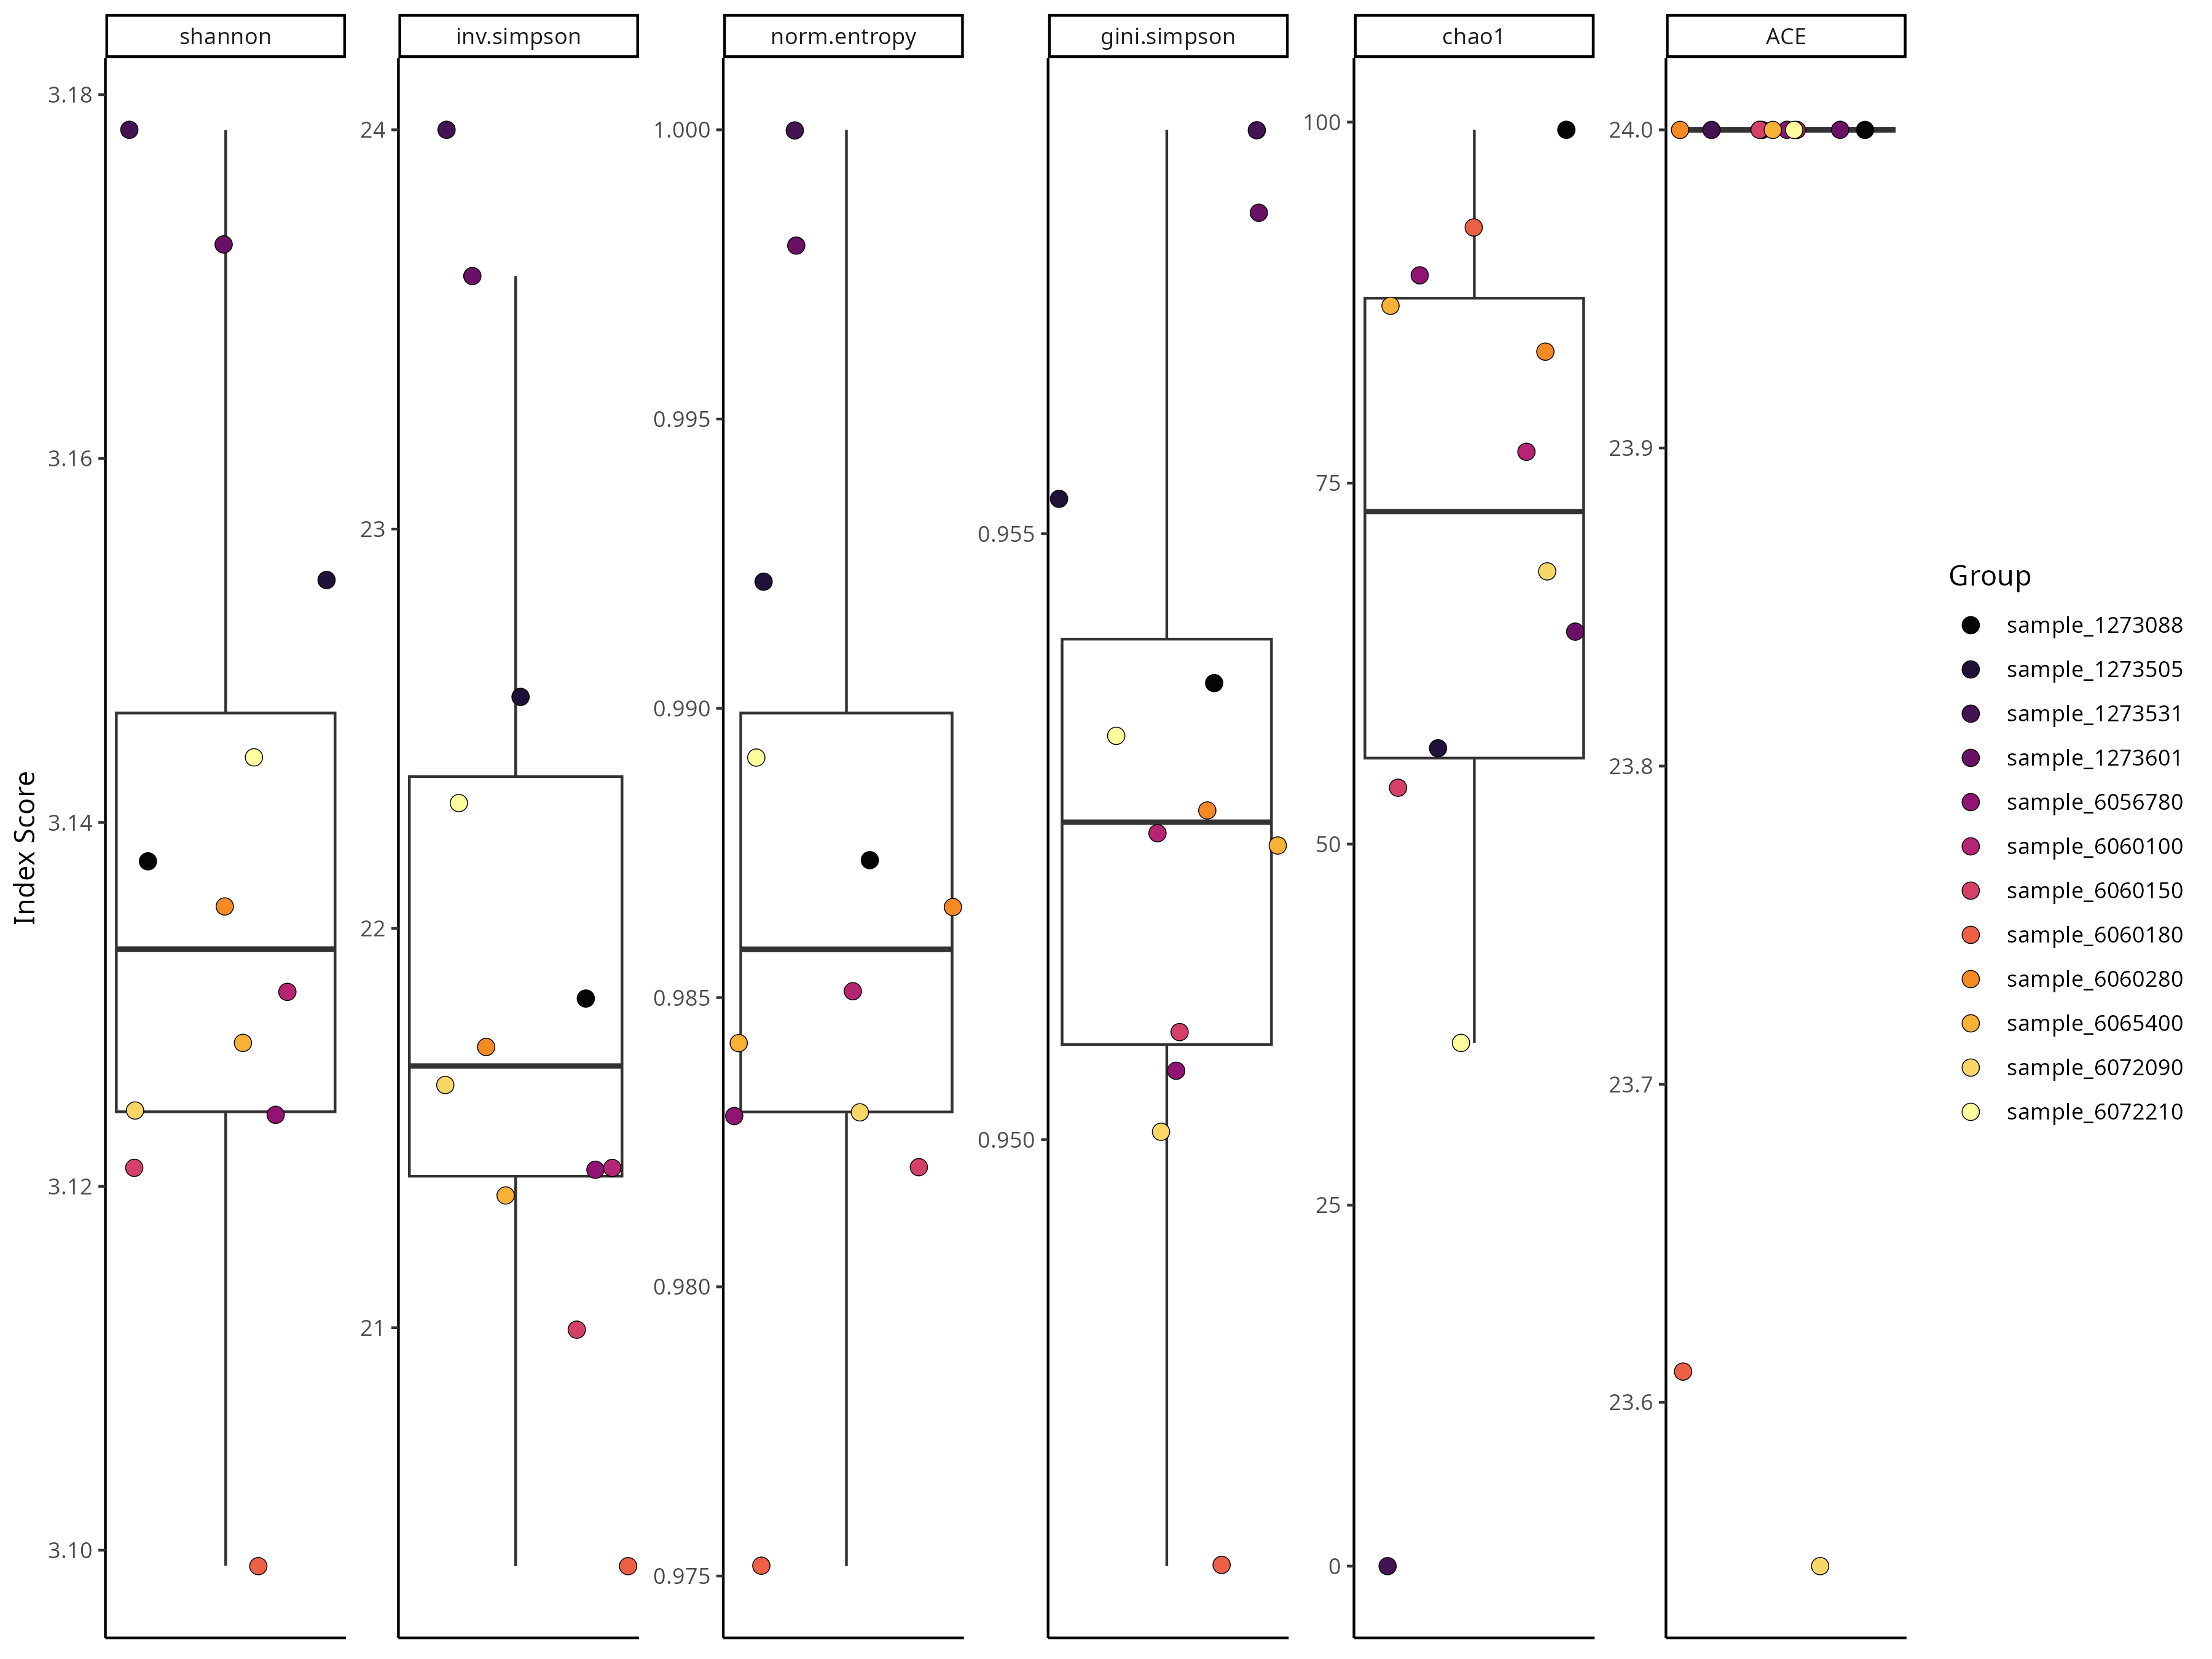 shannon
inv.simpson
norm.entropy
gini.simpson
chao1
ACE
Index Score
3.18
3.16
3.14
3.12
3.10
24
23
22
21
1.000
0.995
0.990
0.985
0.980
0.975
0.955
0.950
100
75
50
25
0
24.0
23.9
23.8
23.7
23.6
Group
sample_1273088
sample_1273505
sample_1273531
sample_1273601
sample_6056780
sample_6060100
sample_6060150
sample_6060180
sample_6060280
sample_6065400
sample_6072090
sample_6072210